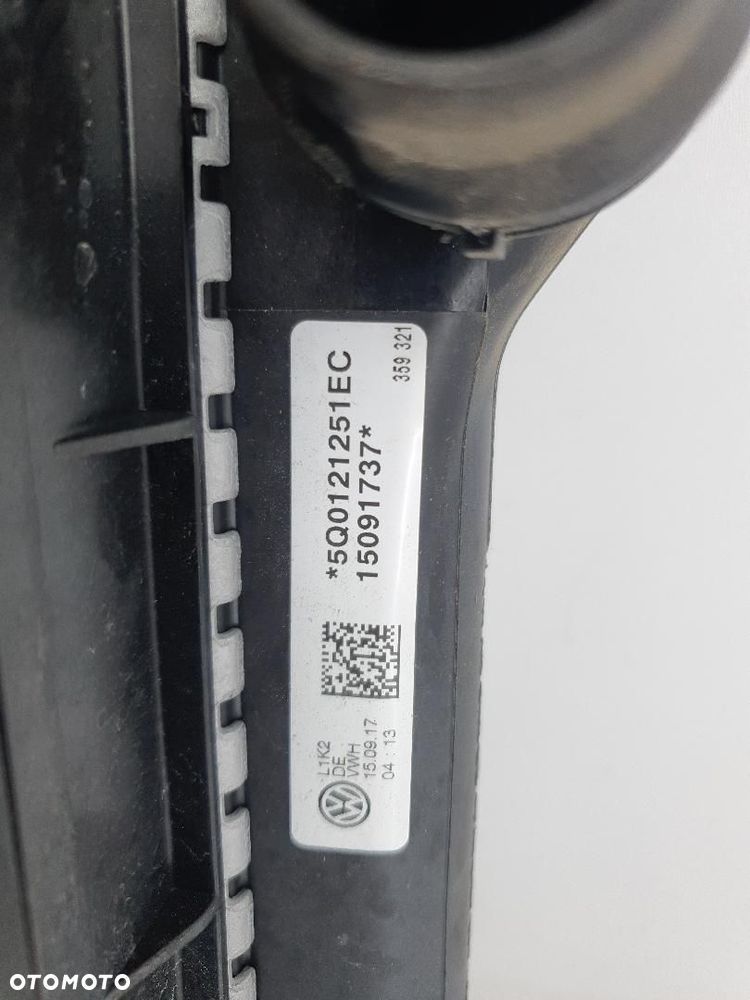 359 321
*5Q0121251EC
15091737*
L1K2
DE
VWH
15.09.17
04 : 13
OTOMOTO